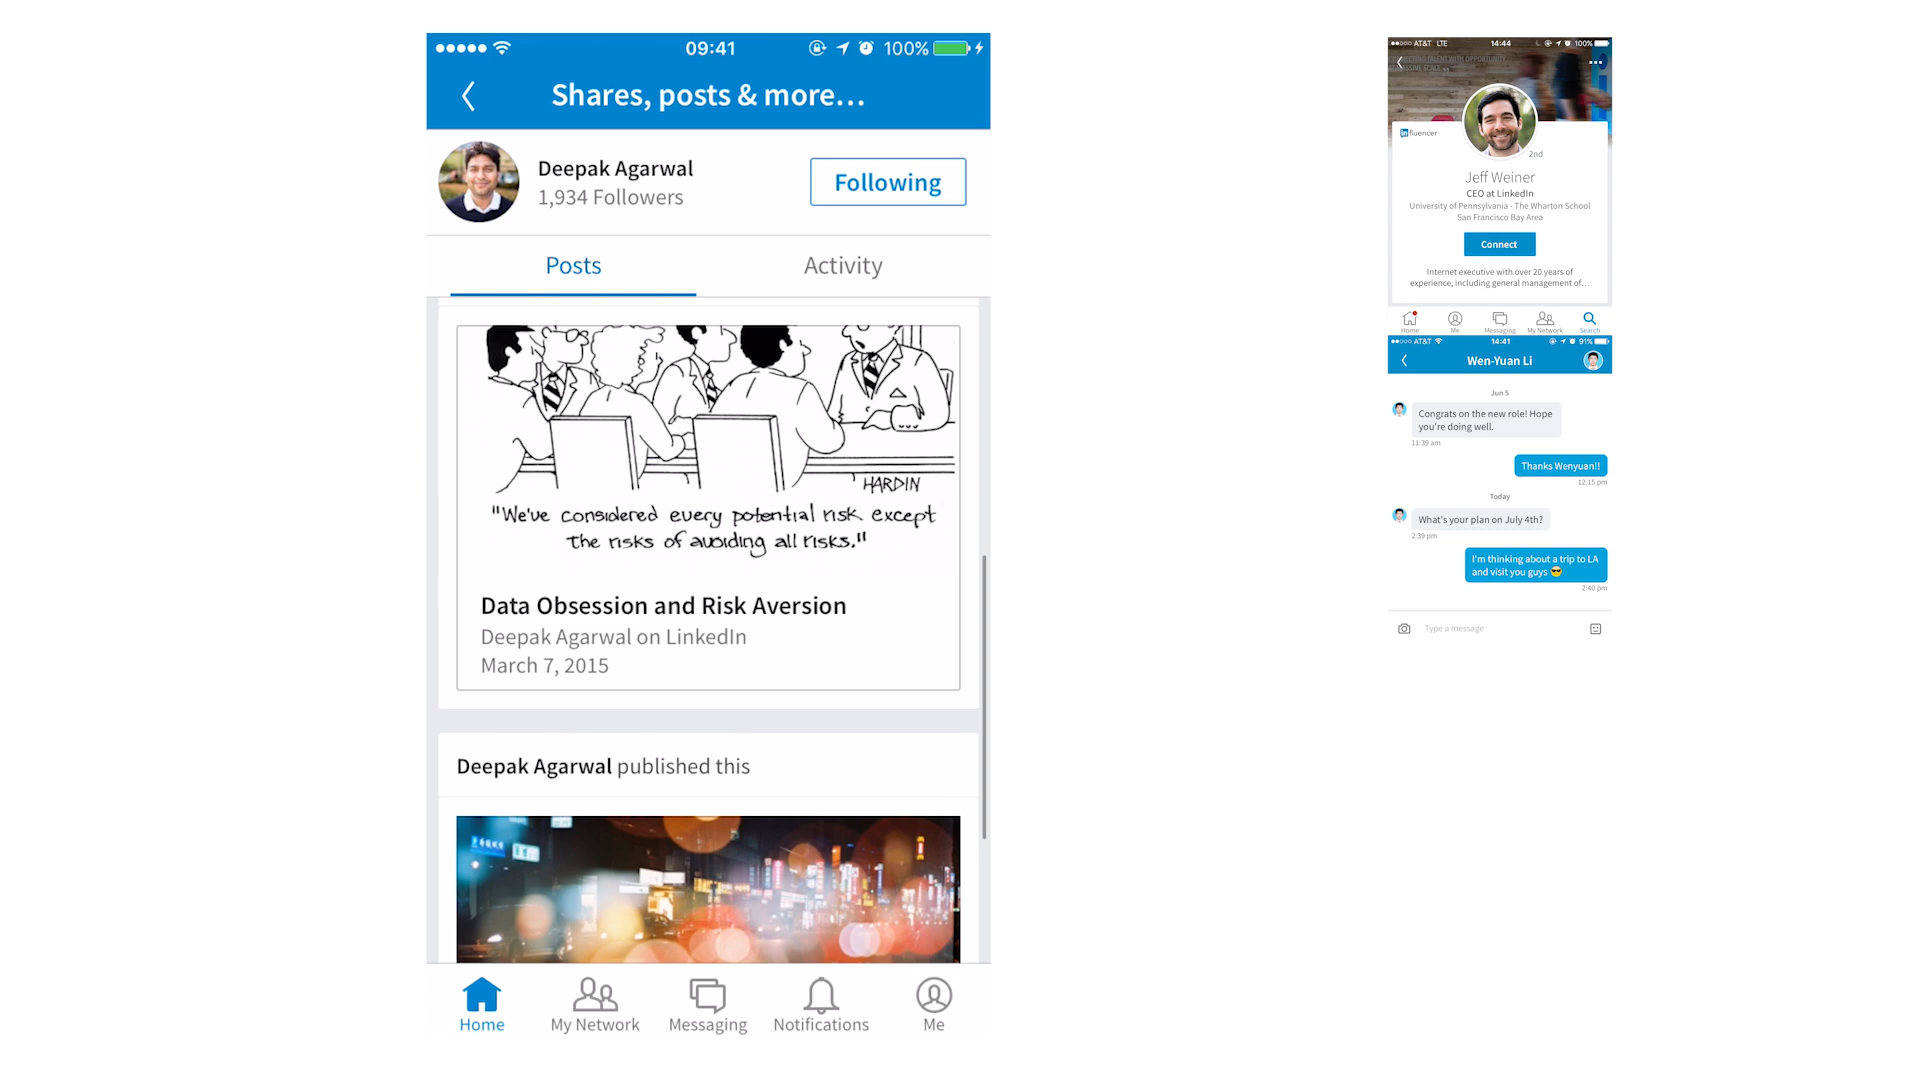 09:41
100%
Shares, posts & more...
Deepak Agarwal
1,934 Followers
Following
Posts
Activity
HARDIN
"We've considered every potential risk except
the risks of avoiding all risks."
Data Obsession and Risk Aversion
Deepak Agarwal on LinkedIn
March 7, 2015
Deepak Agarwal published this
Home
My Network
Messaging
Notifications
Me
AT&T LTE
14:44
100%
influencer
2nd
Jeff Weiner
CEO at LinkedIn
University of Pennsylvania - The Wharton School
San Francisco Bay Area
Connect
Internet executive with over 20 years of
experience, including general management of...
Home
Me
Messaging
My Network
Search
AT&T
14:41
91%
Wen-Yuan Li
Jun 5
Congrats on the new role! Hope
you're doing well.
11:39 am
Thanks Wenyuan!!
12:15 pm
Today
What's your plan on July 4th?
2:39 pm
I'm thinking about a trip to LA
and visit you guys 😎
2:40 pm
Type a message